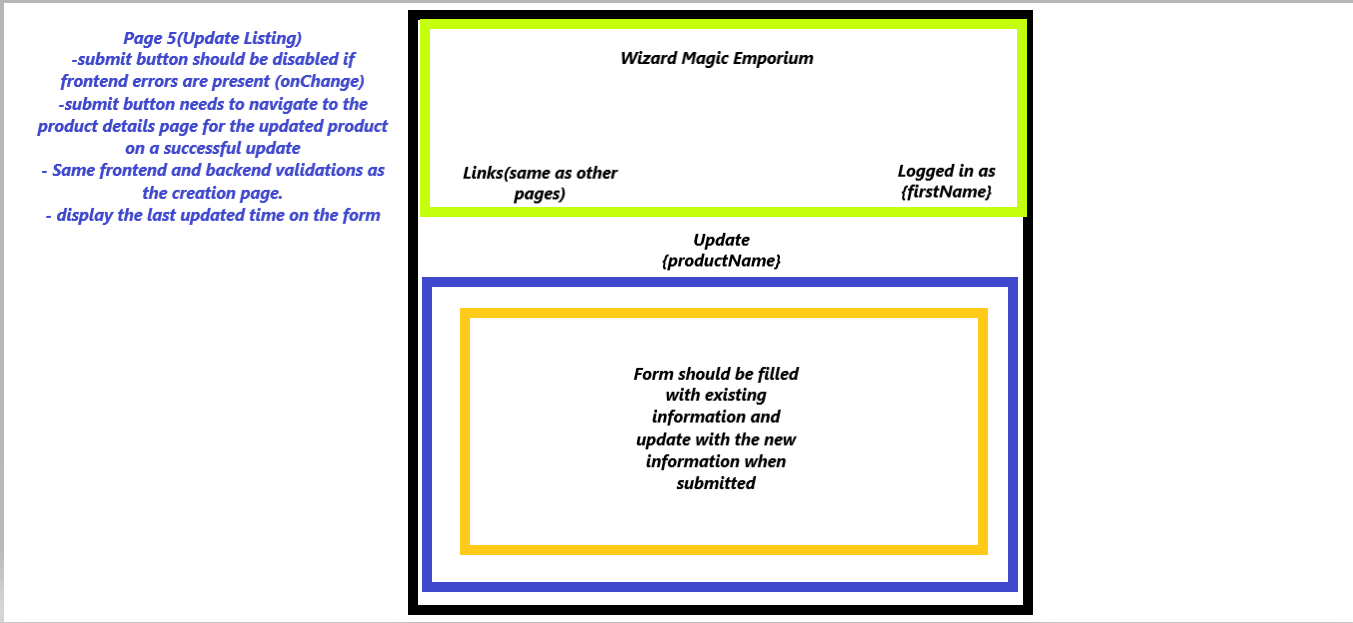 Page 5(Update Listing)
-submit button should be disabled if
frontend errors are present (onChange)
-submit button needs to navigate to the
product details page for the updated product
on a successful update
- Same frontend and backend validations as
the creation page.
- display the last updated time on the form
Wizard Magic Emporium
Links(same as other
pages)
Logged in as
{firstName}
Update
{productName}
Form should be filled
with existing
information and
update with the new
information when
submitted